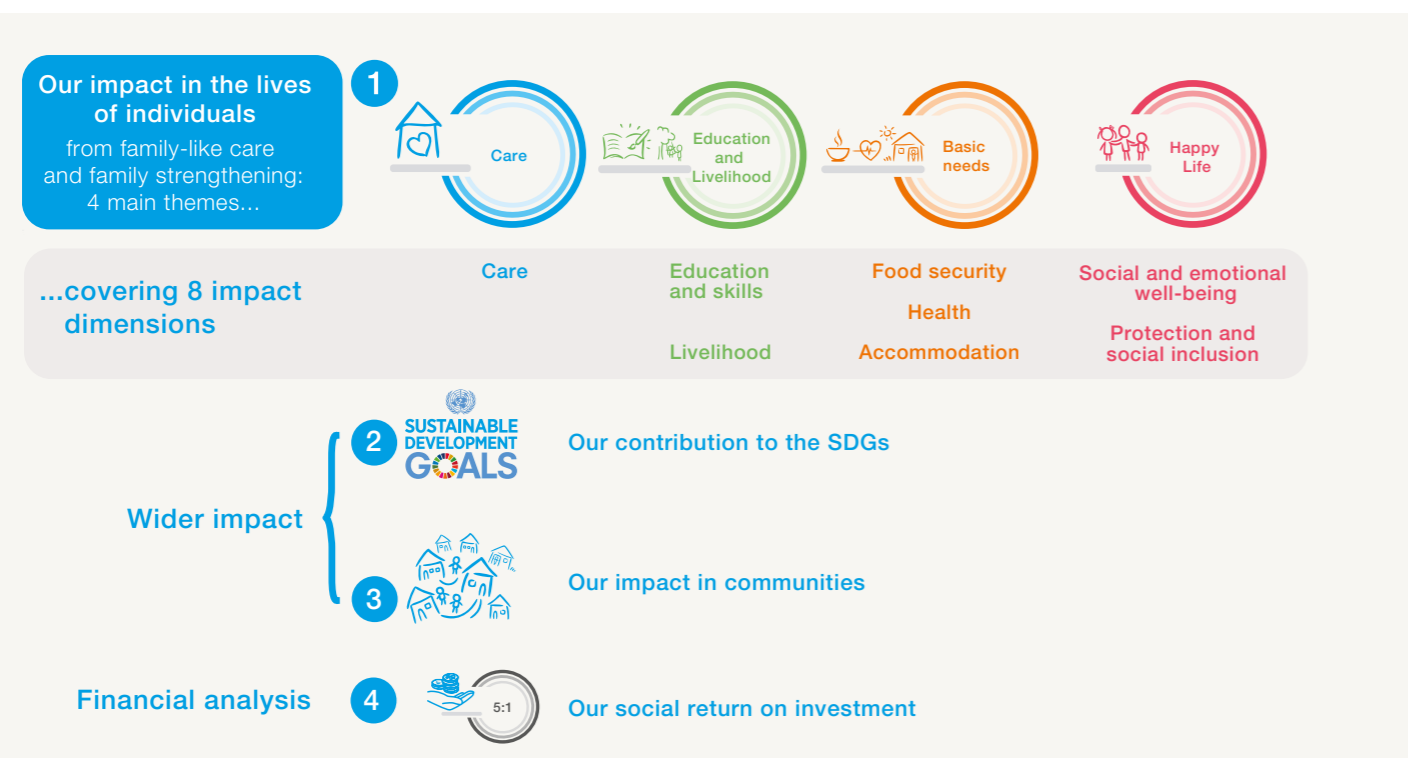 Our impact in the lives
of individuals
from family-like care
and family strengthening:
4 main themes...
1
Care
Education
and
Livelihood
Basic
needs
Happy
Life
...covering 8 impact
dimensions
Care
Education
and skills
Livelihood
Food security
Health
Accommodation
Social and emotional
well-being
Protection and
social inclusion
Wider impact
2
SUSTAINABLE
DEVELOPMENT
GOALS
Our contribution to the SDGs
3
Our impact in communities
Financial analysis
4
5:1
Our social return on investment